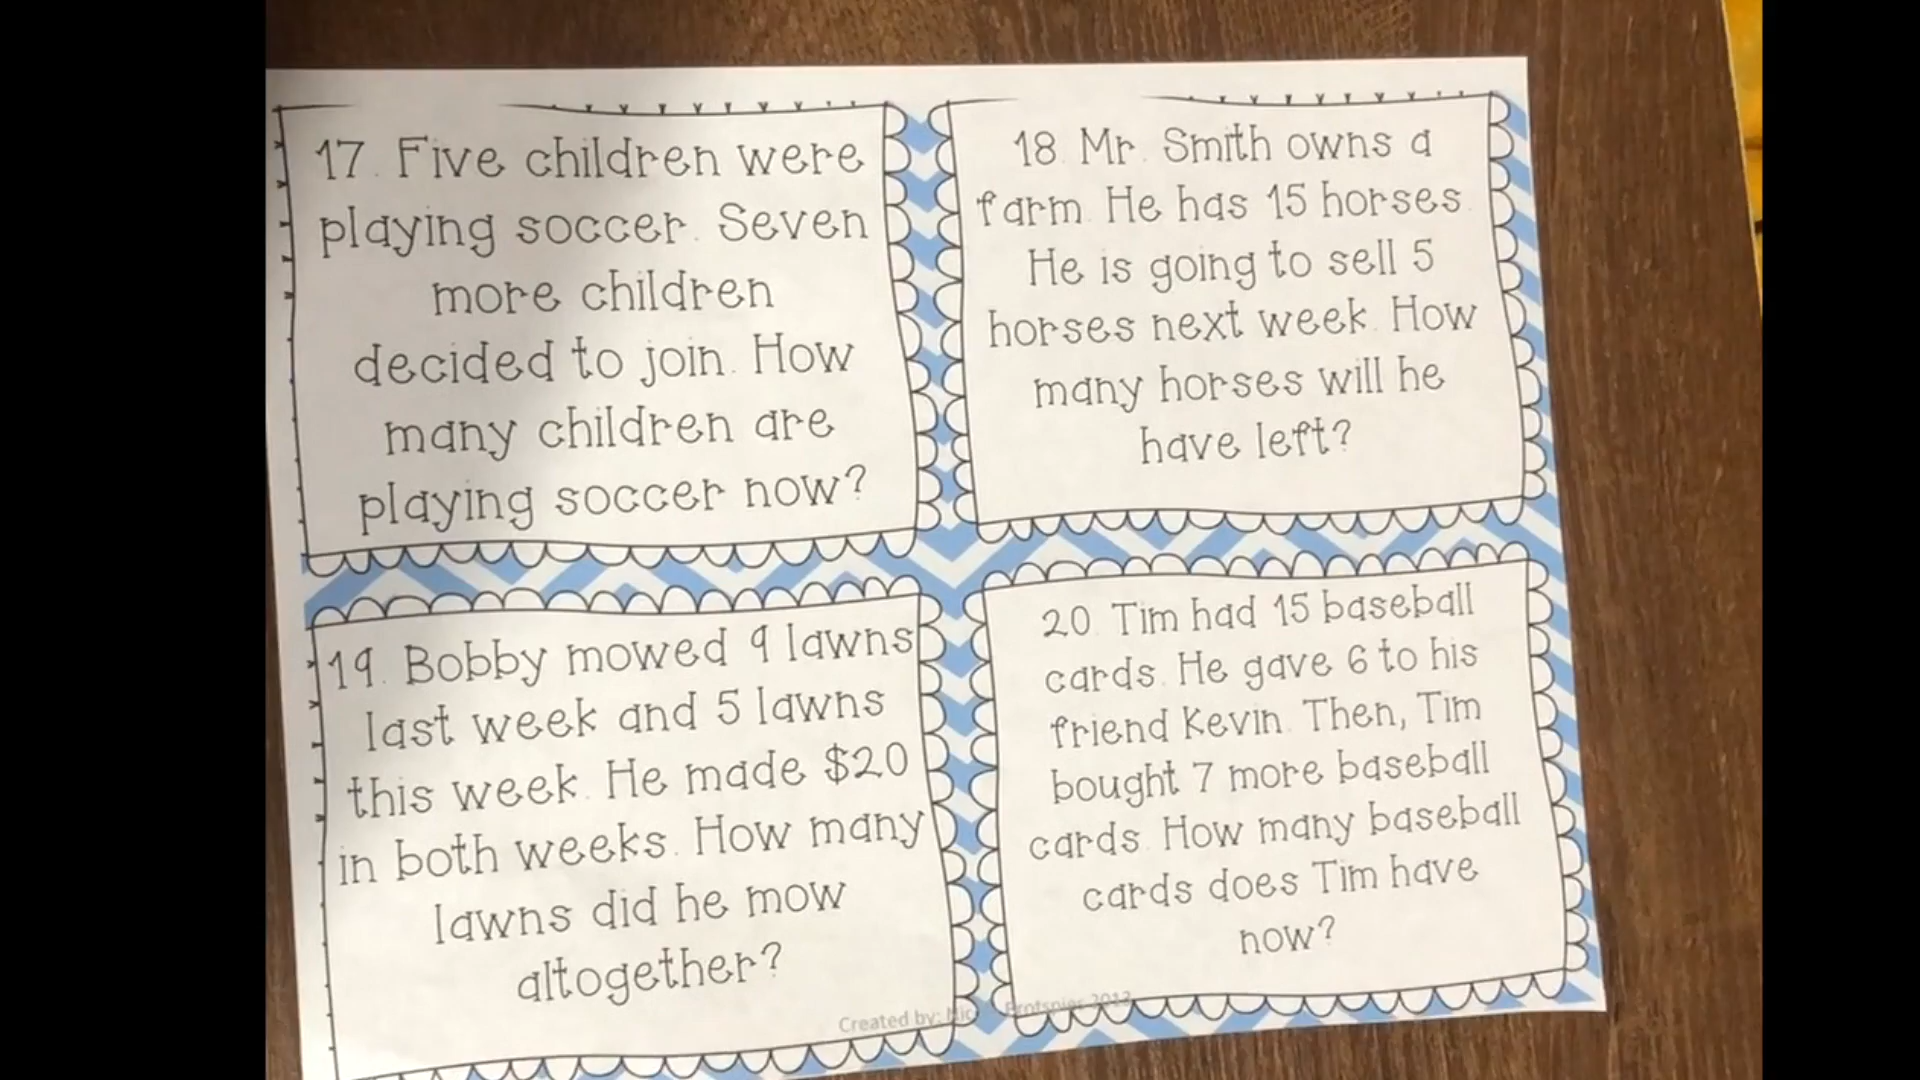 17. Five children were
playing soccer. Seven
more children
decided to join. How
many children are
playing soccer now?
18. Mr. Smith owns a
farm. He has 15 horses.
He is going to sell 5
horses next week. How
many horses will he
have left?
19. Bobby mowed 9 lawns
last week and 5 lawns
this week. He made $20
in both weeks. How many
lawns did he mow
altogether?
20. Tim had 15 baseball
cards. He gave 6 to his
friend Kevin. Then, Tim
bought 7 more baseball
cards. How many baseball
cards does Tim have
now?
Created by: 2013